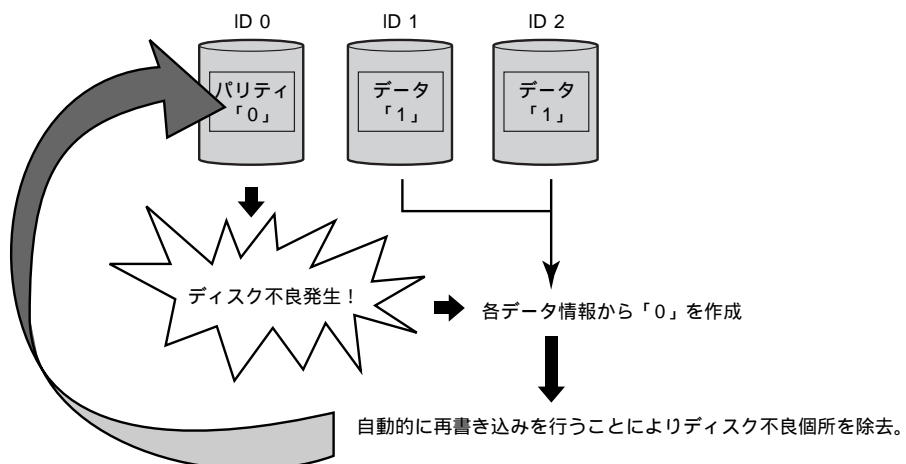 ID 0
ID 1
ID 2
パリティ
「0」
データ
「1」
データ
「1」
ディスク不良発生！
各データ情報から「0」を作成
自動的に再書き込みを行うことによりディスク不良個所を除去。